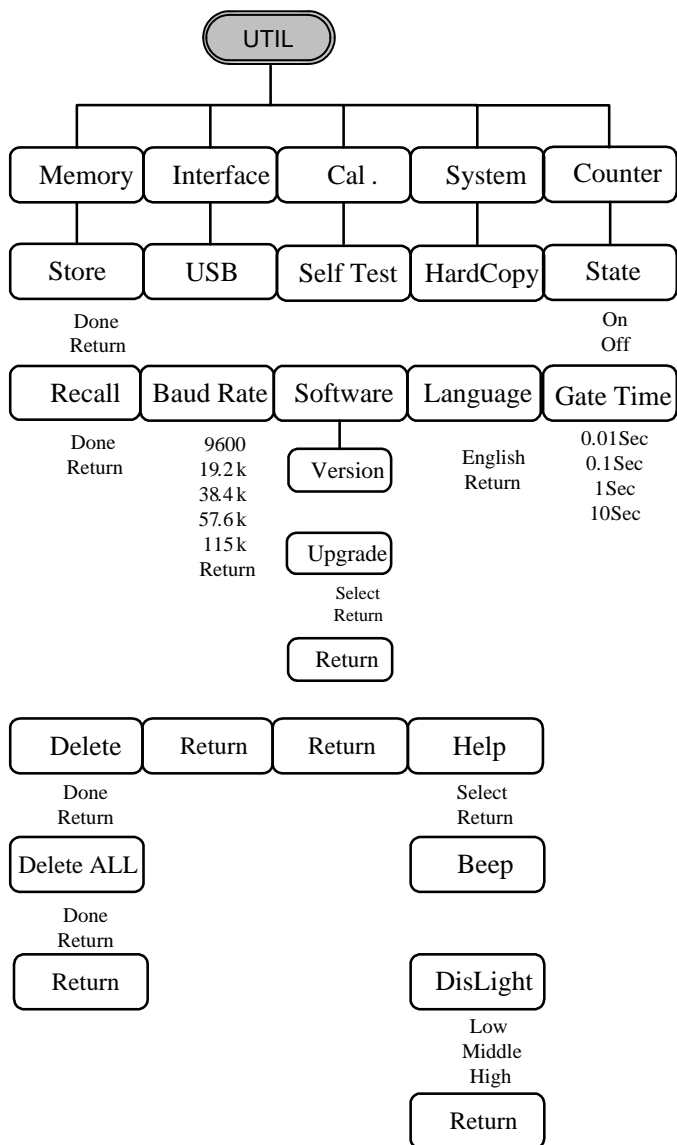 UTIL
Memory Interface Cal . System Counter
Store USB Self Test HardCopy State
Done
Return
On
Off
Recall Baud Rate Software Language Gate Time
Done
Return
9600
19.2 k
38.4 k
57.6 k
115 k
Return
Version
Upgrade
Select
Return
Return
English
Return
0.01Sec
0.1Sec
1Sec
10Sec
Delete Return Return Help
Done
Return
Select
Return
Delete ALL Beep
Done
Return
Return DisLight
Low
Middle
High
Return